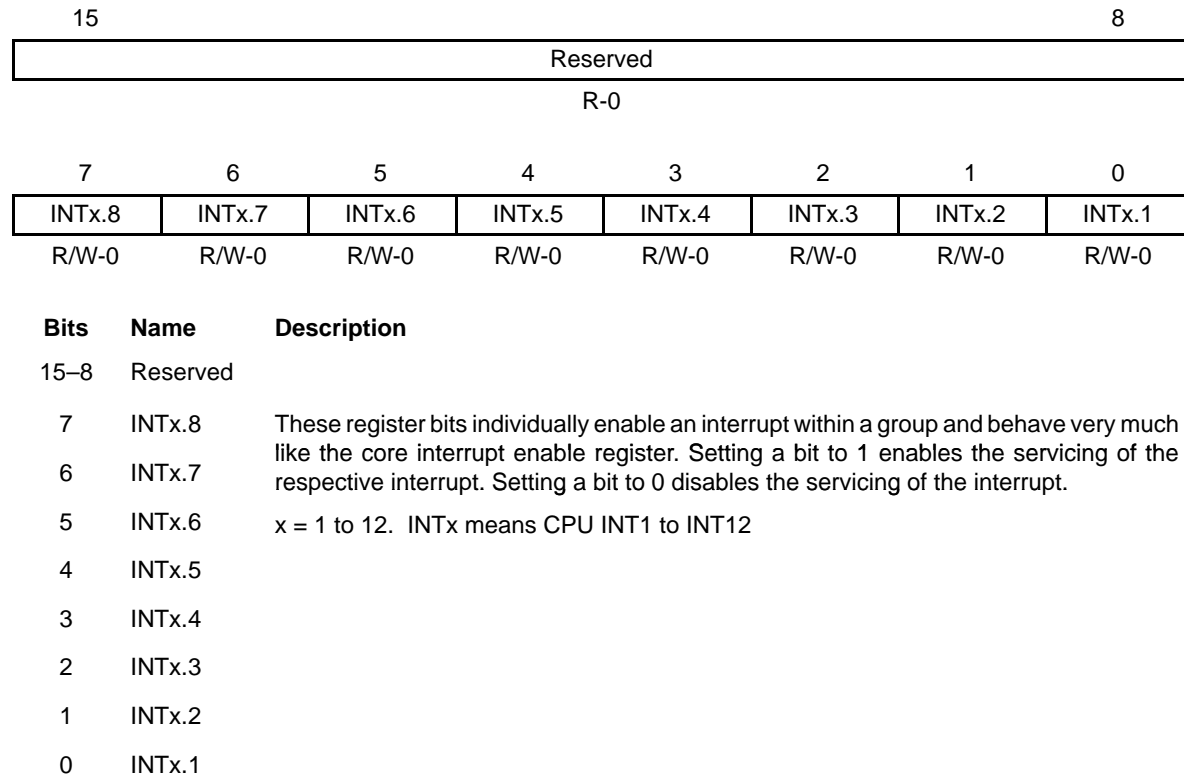 15 8
Reserved
R-0
7 6 5 4 3 2 1 0
INTx.8 INTx.7 INTx.6 INTx.5 INTx.4 INTx.3 INTx.2 INTx.1
R/W-0 R/W-0 R/W-0 R/W-0 R/W-0 R/W-0 R/W-0 R/W-0
Bits Name Description
15–8 Reserved
7 INTx.8 These register bits individually enable an interrupt within a group and behave very much
like the core interrupt enable register. Setting a bit to 1 enables the servicing of the
6 INTx.7 respective interrupt. Setting a bit to 0 disables the servicing of the interrupt.
5 INTx.6 x = 1 to 12. INTx means CPU INT1 to INT12
4 INTx.5
3 INTx.4
2 INTx.3
1 INTx.2
0 INTx.1